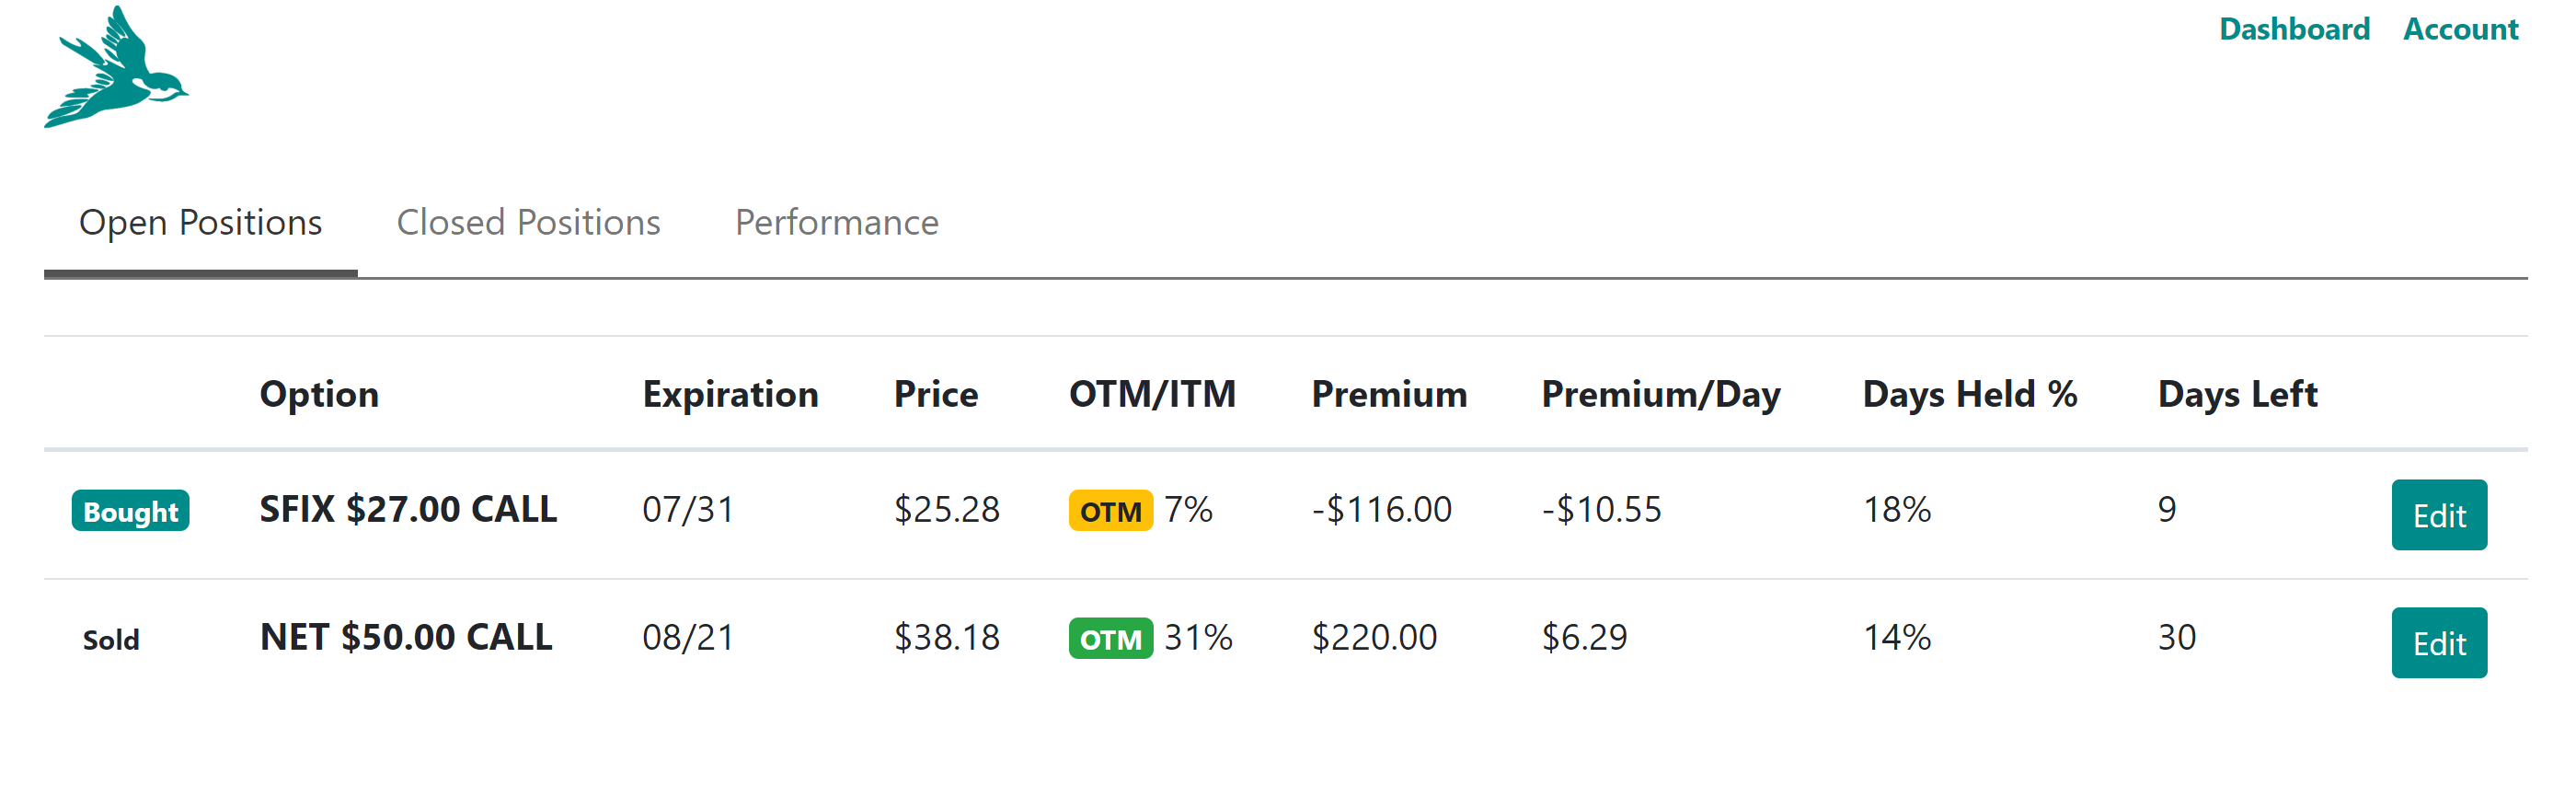 Dashboard Account
Open Positions Closed Positions Performance
Option Expiration Price OTM/ITM Premium Premium/Day Days Held % Days Left
Bought SFIX $27.00 CALL 07/31 $25.28 OTM 7% -$116.00 -$10.55 18% 9 Edit
Sold NET $50.00 CALL 08/21 $38.18 OTM 31% $220.00 $6.29 14% 30 Edit